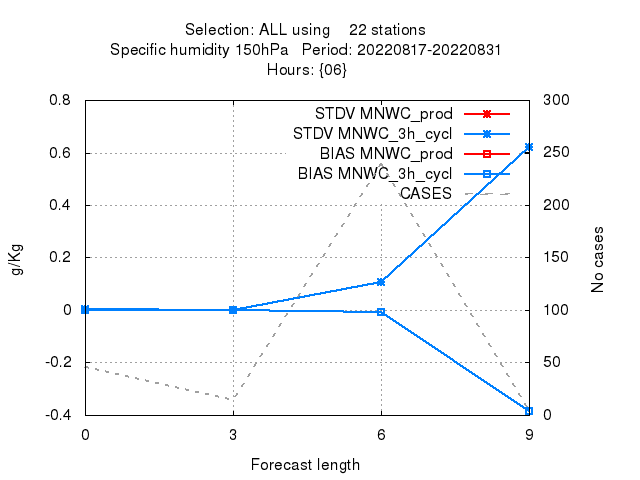 Selection: ALL using    22 stations
Specific humidity 150hPa   Period: 20220817-20220831
Hours: {06}
STDV MNWC_prod
STDV MNWC_3h_cycl
BIAS MNWC_prod
BIAS MNWC_3h_cycl
CASES
0.8
0.6
0.4
0.2
0
-0.2
-0.4
g/Kg
300
250
200
150
100
50
0
No cases
0 3 6 9
Forecast length